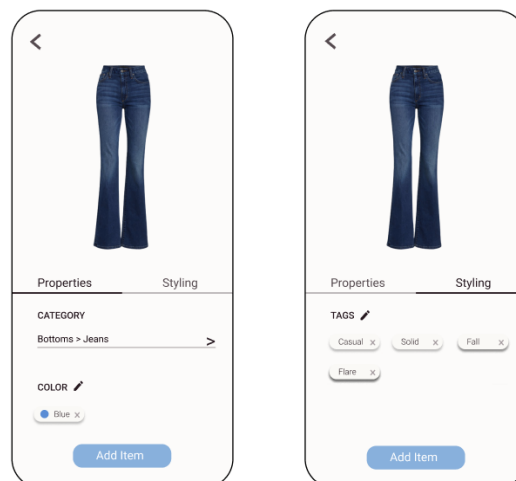 Properties Styling
CATEGORY
Bottoms > Jeans >
COLOR
Blue x
Add Item
Properties Styling
TAGS
Casual x Solid x Fall x
Flare x
Add Item